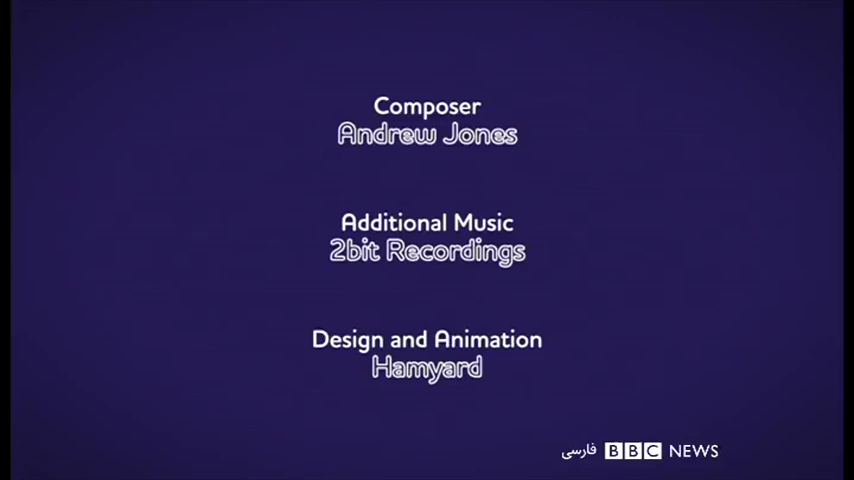 Composer
Andrew Jones
Additional Music
2bit Recordings
Design and Animation
Hamyard
فارسی BBC NEWS